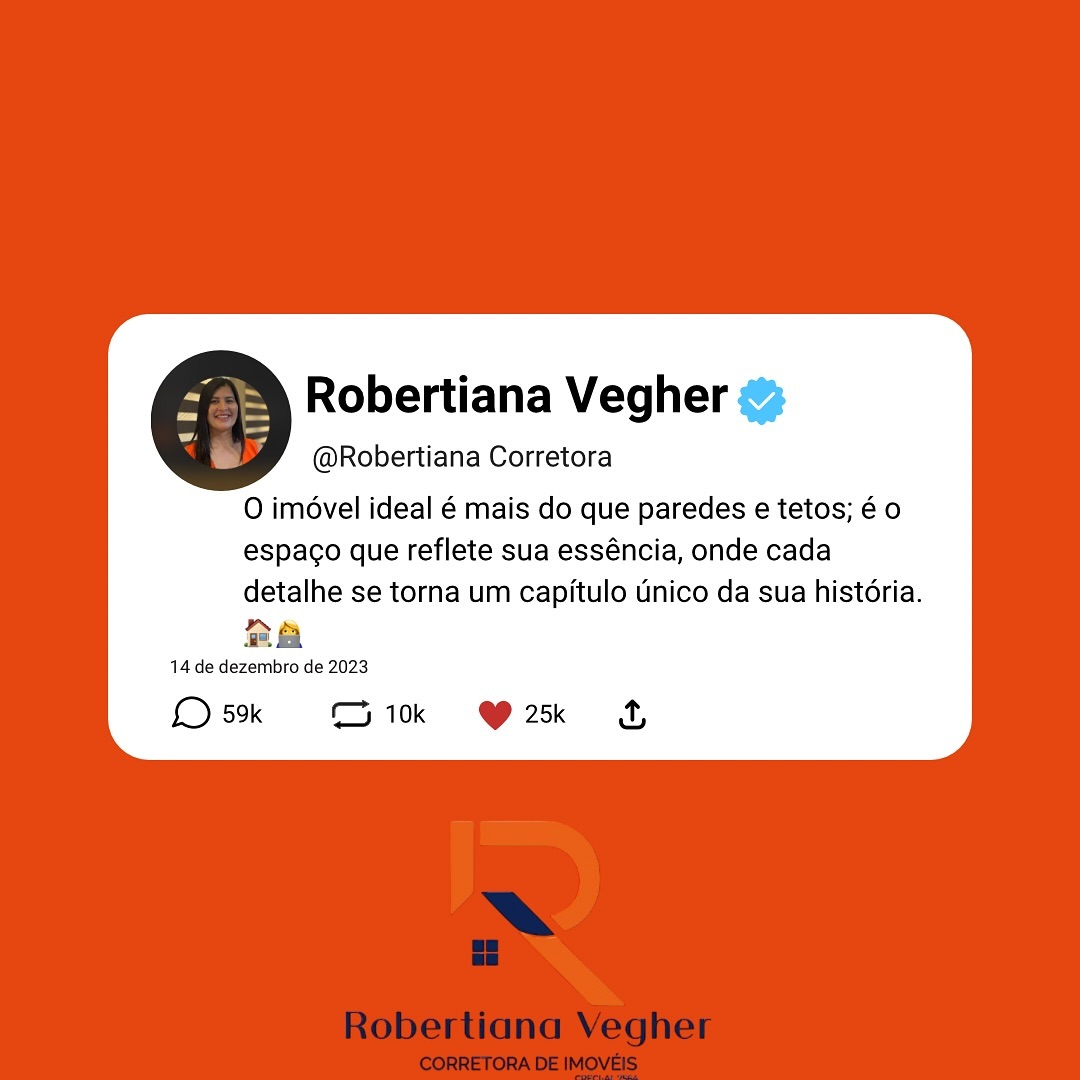 Robertiana Vegher
@Robertiana Corretora
O imóvel ideal é mais do que paredes e tetos; é o
espaço que reflete sua essência, onde cada
detalhe se torna um capítulo único da sua história.
🏠👩‍💻
14 de dezembro de 2023
59k 10k 25k
Robertiana Vegher
CORRETORA DE IMOVÉIS